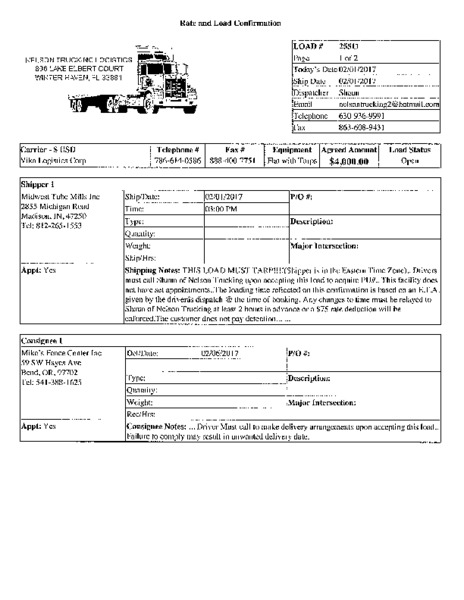 Rate and Load Confirmation
NELSON TRUCKING LOGISTICS
LAKE ELBERT COURT
WINTER HAVEN, FL 33881
LOAD #
Page 1 of 2
Today's Date 02/01/2017
Ship Date 02/01/2017
Dispatcher Shaun
Email nelsontrucking2@hotmail.com
Telephone 630 976-9591
Fax 863-608-9431
Carrier - $ USD Telephone # Fax # Equipment Agreed Amount Load Status
Logistics Corp 786-614-0586 888-400 7751 Flat with Tarps $4,000.00 Open
Shipper 1
Midwest Tube Mills Inc Ship/Date: 02/01/2017 P/O #:
2855 Michigan Road Time: 03:00 PM
Madison, IN, 47250 Type: Description:
Tel: 812-265-1553 Quantity:
Weight: Major Intersection:
Ship/Hrs:
Appt: Yes Shipping Notes: THIS LOAD MUST TARP!!!!(Shipper is in the Eastern Time Zone).. Drivers
must call Shaun of Nelson Trucking upon accepting this load to acquire PU#.. This facility does
not have set appointments..The loading time reflected on this confirmation is based on an E.T.A.
given by the driverâs dispatch @ the time of booking. Any changes to time must be relayed to
Shaun of Nelson Trucking at least 2 hours in advance or a $75 rate deduction will be
enforced.The customer does not pay detention... ...
Consignee 1
Mike's Fence Center Inc Del/Date: 02/06/2017 P/O #:
59 SW Hayes Ave
Bend, OR, 97702 Type: Description:
Tel: 541-388-1625 Quantity:
Weight: Major Intersection:
Rec/Hrs:
Appt: Yes Consignee Notes: ... Driver Must call to make delivery arrangements upon accepting this load..
Failure to comply may result in unwanted delivery date.